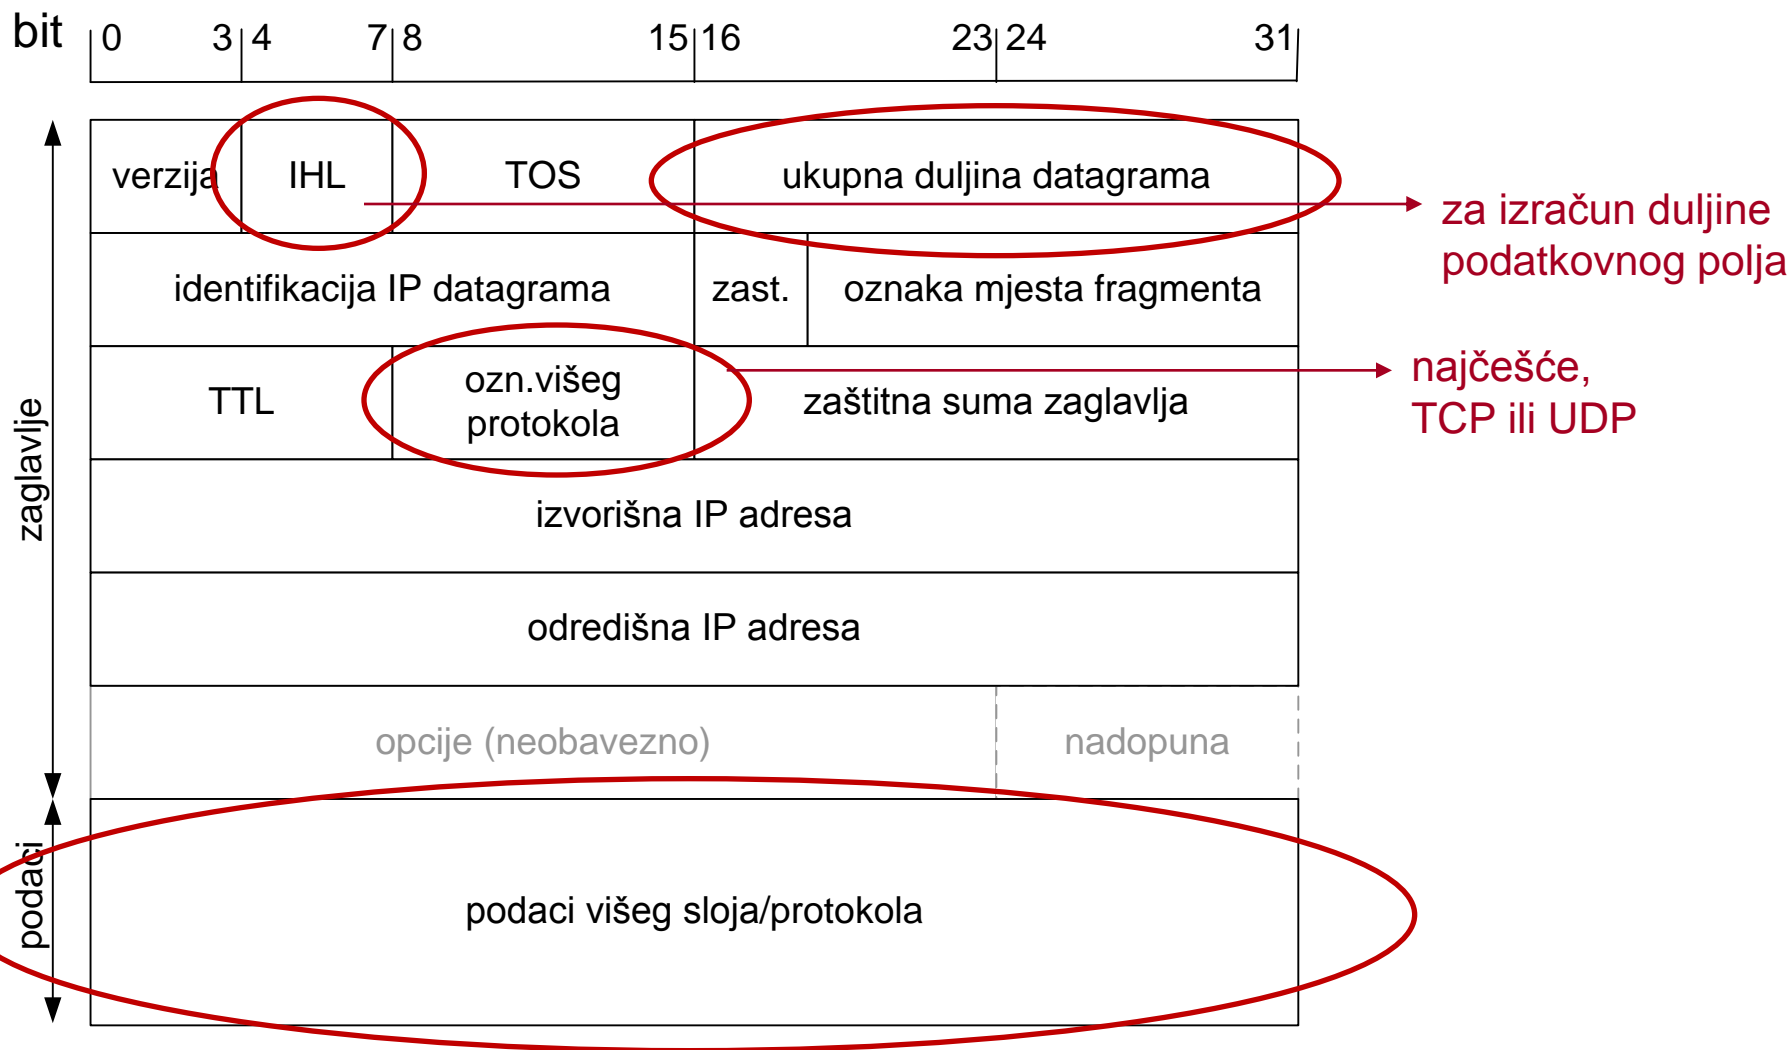 bit 0 3 4 7 8 15 16 23 24 31
verzija IHL TOS ukupna duljina datagrama
za izračun duljine
podatkovnog polja
identifikacija IP datagrama zast. oznaka mjesta fragmenta
TTL ozn.višeg
protokola zaštitna suma zaglavlja
najčešće,
TCP ili UDP
zaglavlje
izvorišna IP adresa
odredišna IP adresa
opcije (neobavezno) nadopuna
podaci
podaci višeg sloja/protokola